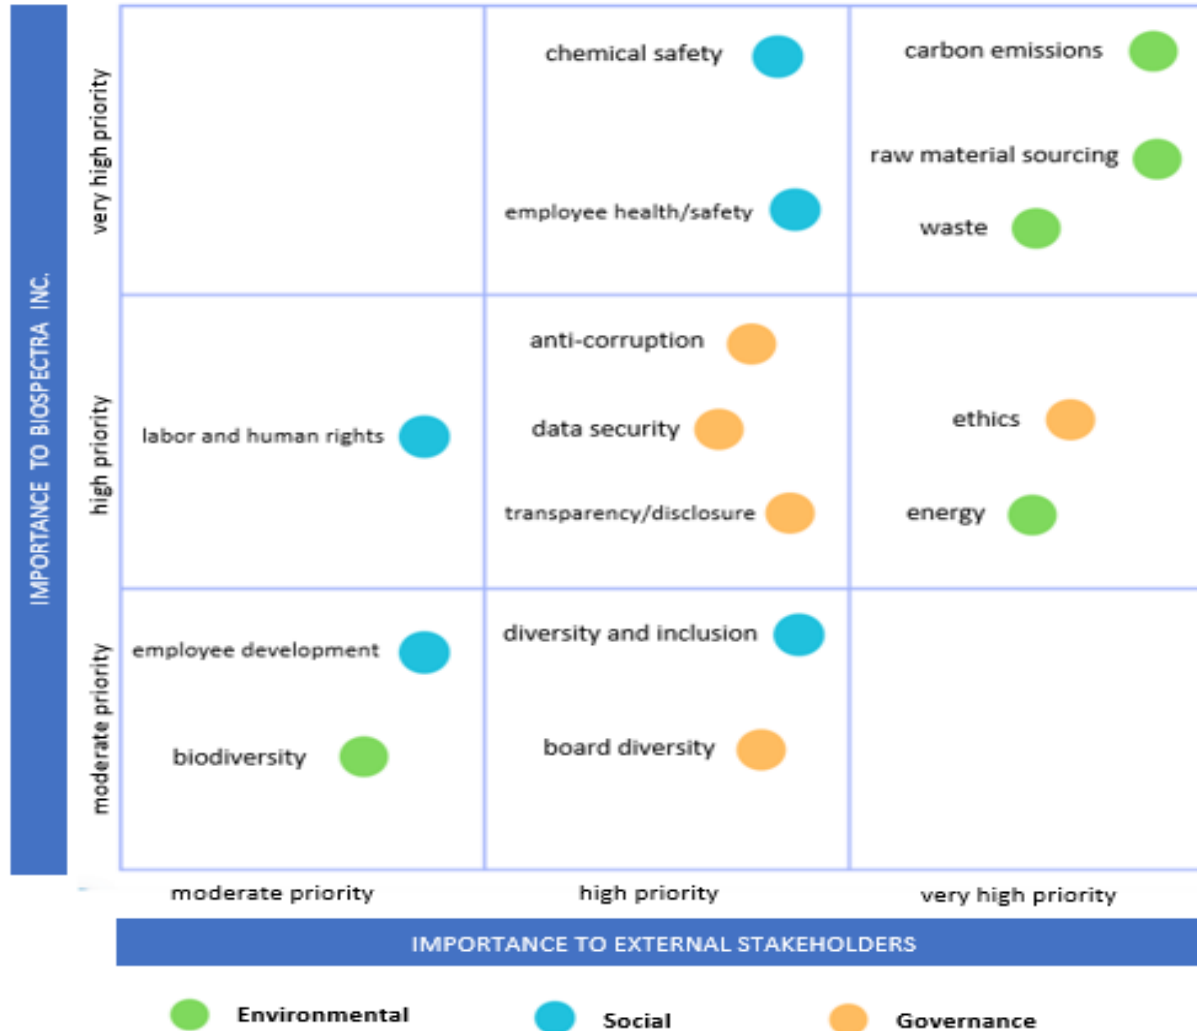 IMPORTANCE TO BIOSPECTRA INC.
very high priority
chemical safety
carbon emissions
raw material sourcing
employee health/safety
waste
high priority
anti-corruption
ethics
labor and human rights
data security
transparency/disclosure
energy
moderate priority
employee development
diversity and inclusion
biodiversity
board diversity
moderate priority
high priority
very high priority
IMPORTANCE TO EXTERNAL STAKEHOLDERS
Environmental
Social
Governance